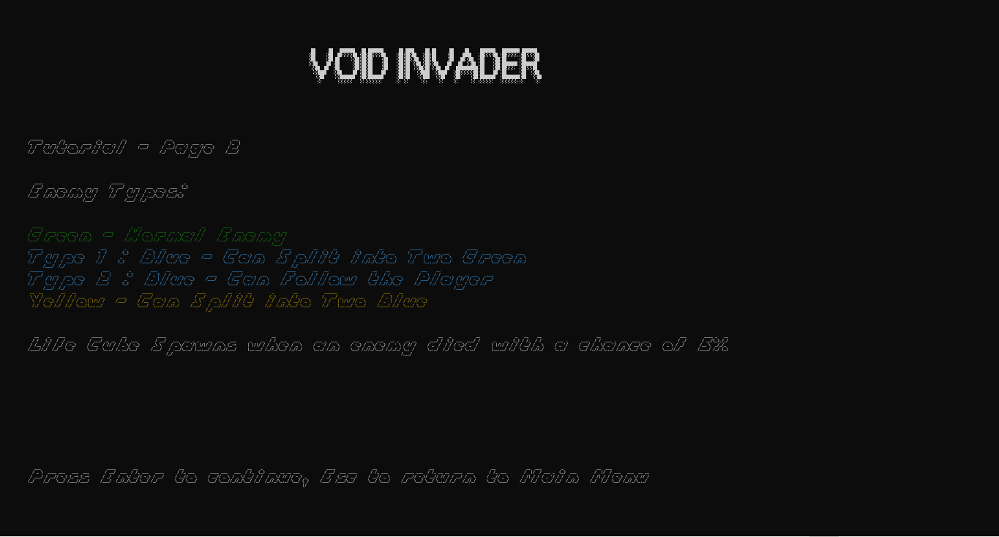 VOID INVADER
Tutorial - Page 2
Enemy Types:
Green - Normal Enemy
Type 1 : Blue - Can Split into Two Green
Type 2 : Blue - Can Follow the Player
Yellow - Can Split into Two Blue
Life Cube Spawns when an enemy died with a chance of 5%
Press Enter to continue, Esc to return to Main Menu